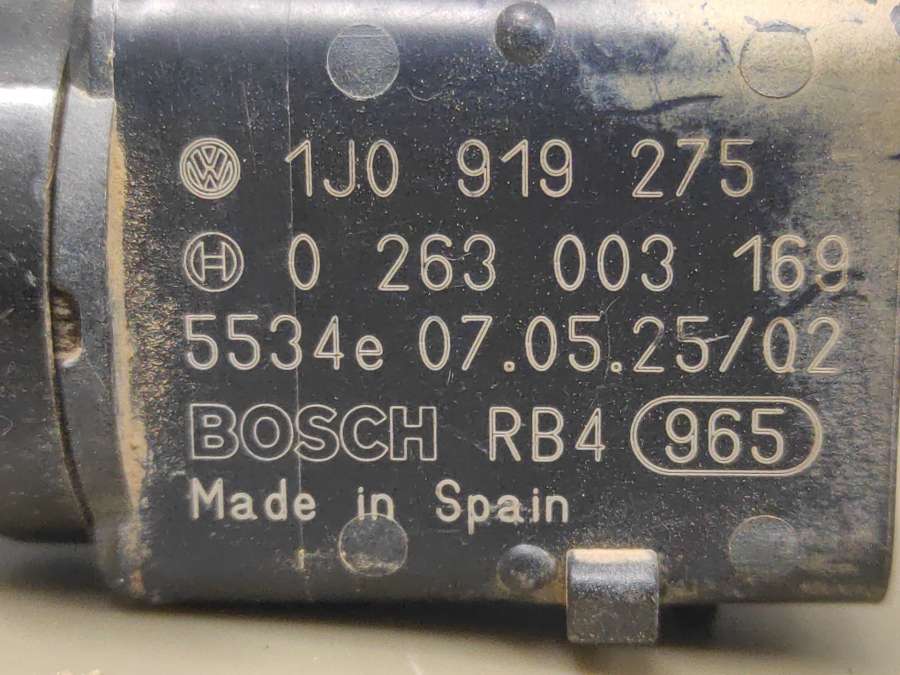 1J0 919 275
0 263 003 169
5534e 07.05.25/02
BOSCH RB4 965
Made in Spain